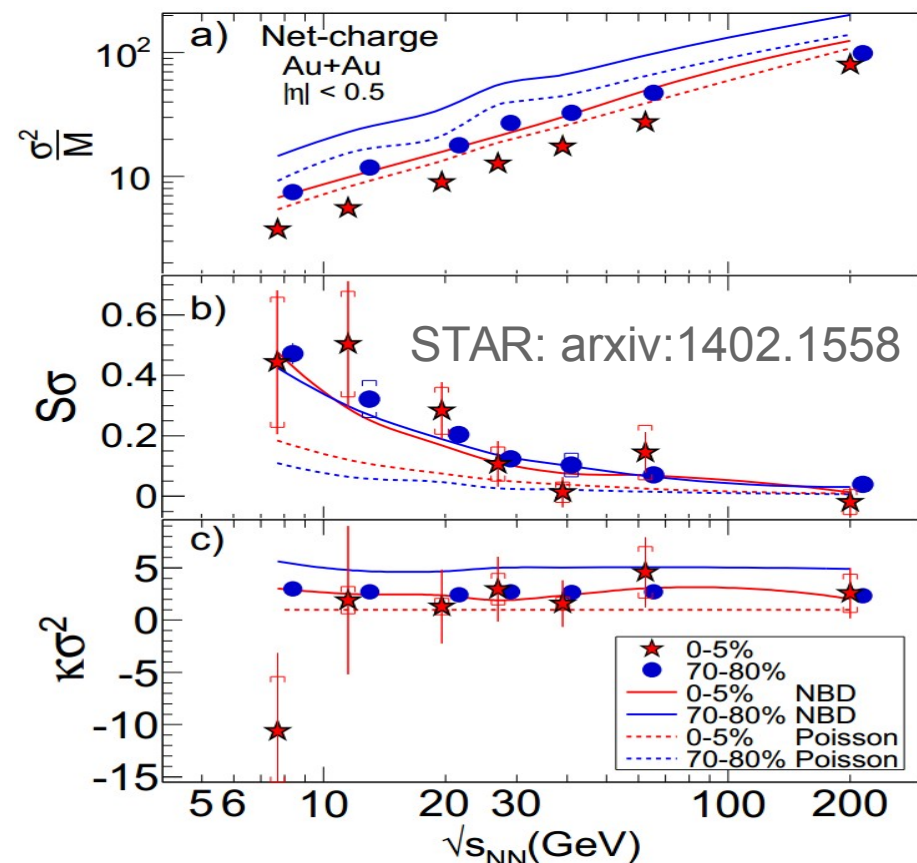 a) Net-charge
Au+Au
|η| < 0.5
10²
10
σ²/M
b)
STAR: arxiv:1402.1558
0.6
0.4
0.2
0
Sσ
c)
5
0
-5
-10
-15
κσ²
0-5%
70-80%
0-5% NBD
70-80% NBD
0-5% Poisson
70-80% Poisson
5 6 10 20 30 100 200
√sNN(GeV)